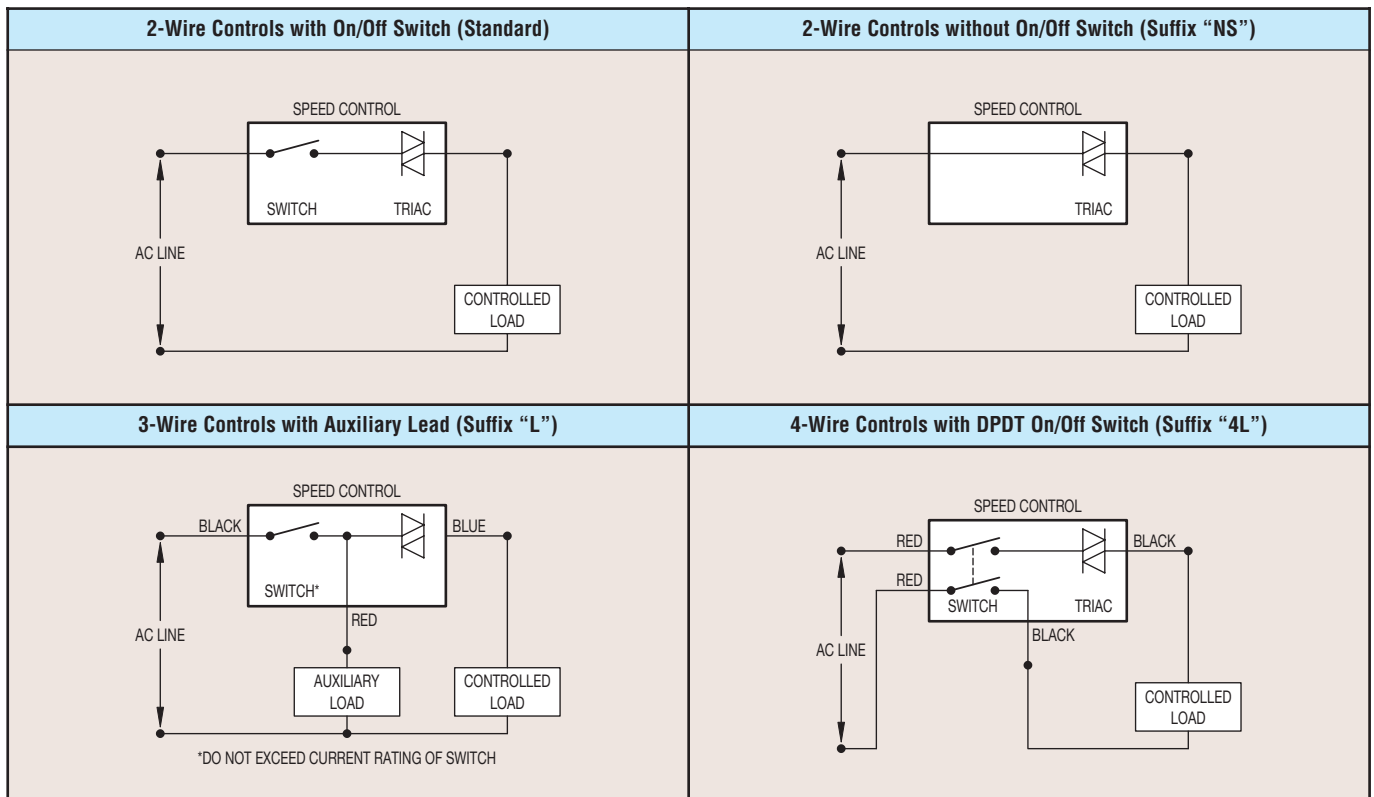 2-Wire Controls with On/Off Switch (Standard)
SPEED CONTROL
SWITCH
TRIAC
AC LINE
CONTROLLED
LOAD
2-Wire Controls without On/Off Switch (Suffix “NS”)
SPEED CONTROL
TRIAC
AC LINE
CONTROLLED
LOAD
3-Wire Controls with Auxiliary Lead (Suffix “L”)
SPEED CONTROL
BLACK
BLUE
SWITCH*
RED
AC LINE
AUXILIARY
LOAD
CONTROLLED
LOAD
*DO NOT EXCEED CURRENT RATING OF SWITCH
4-Wire Controls with DPDT On/Off Switch (Suffix “4L”)
SPEED CONTROL
RED
BLACK
RED
SWITCH
TRIAC
BLACK
AC LINE
CONTROLLED
LOAD